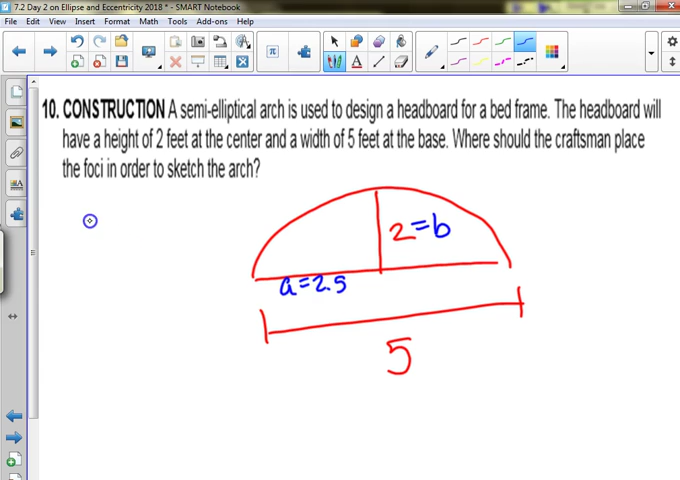 7.2 Day 2 on Ellipse and Eccentricity 2018 * - SMART Notebook
File Edit View Insert Format Tools Add-ons Help
10. CONSTRUCTION A semi-elliptical arch is used to design a headboard for a bed frame. The headboard will
have a height of 2 feet at the center and a width of 5 feet at the base. Where should the craftsman place
the foci in order to sketch the arch?
2 = b
a = 2.5
5